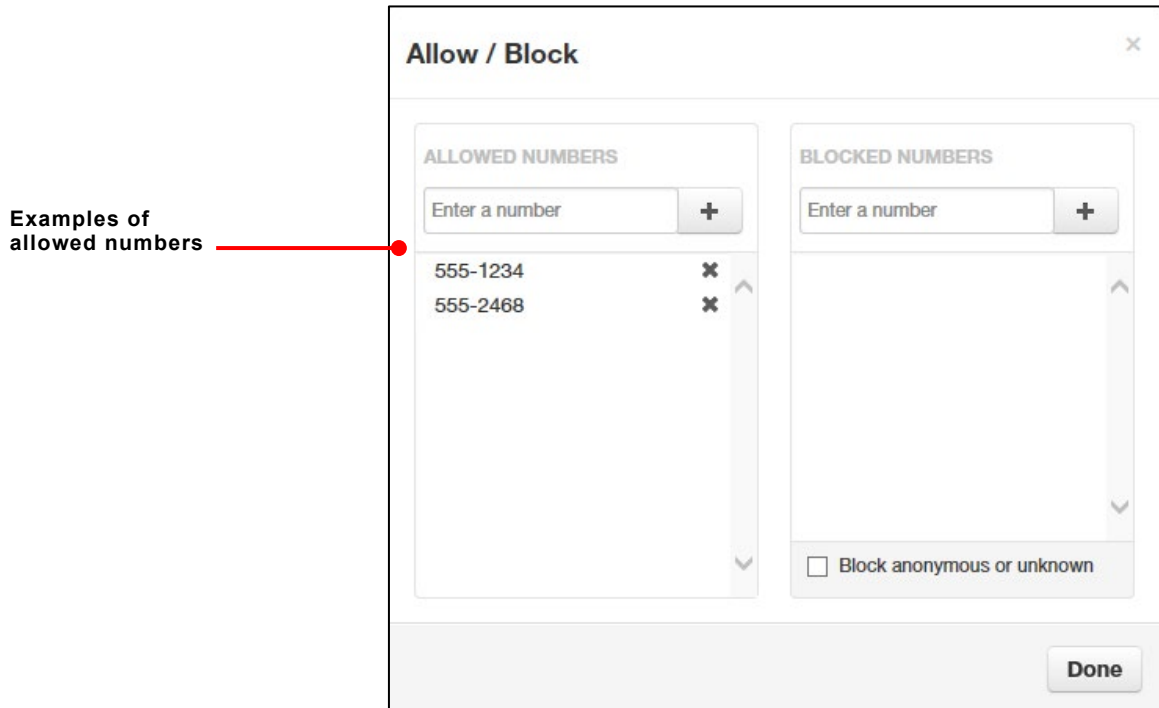 Allow / Block
×
ALLOWED NUMBERS
BLOCKED NUMBERS
Enter a number +
Enter a number +
Examples of
allowed numbers
555-1234 ✖
555-2468 ✖
Block anonymous or unknown
Done